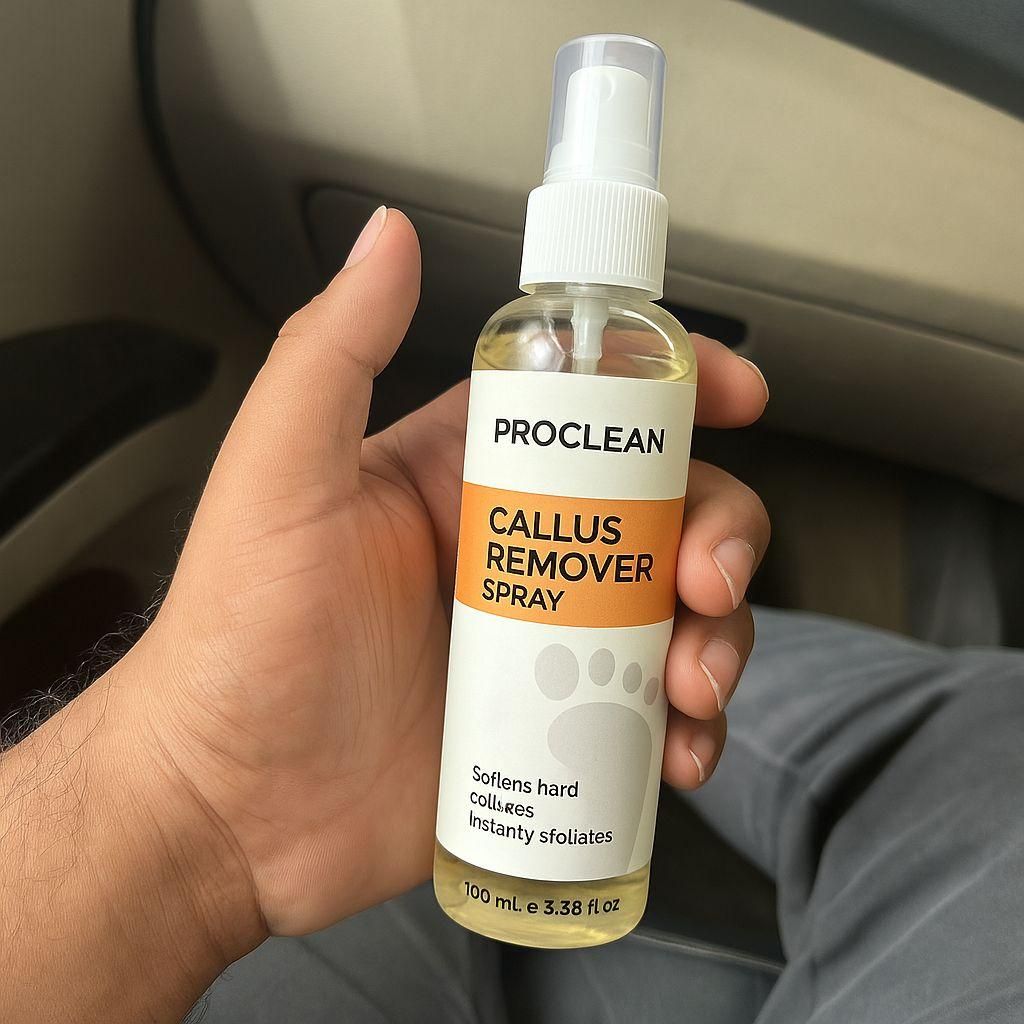 PROCLEAN
CALLUS
REMOVER
SPRAY
Soflens hard
Instanty sfoliates
100 ml. e 3.38 fl oz